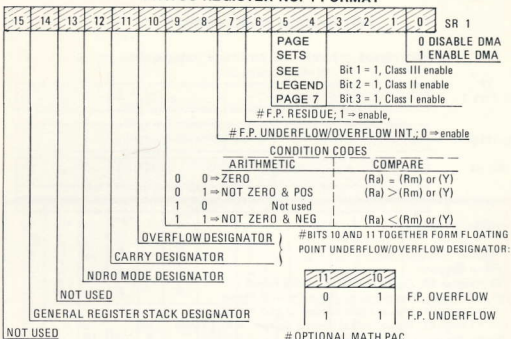 15 14 13 12 11 10 9 8 7 6 5 4 3 2 1 0 SR 1
PAGE 0 DISABLE DMA
SETS 1 ENABLE DMA
SEE Bit 1 = 1, Class III enable
LEGEND Bit 2 = 1, Class II enable
PAGE 7 Bit 3 = 1, Class I enable
#F.P. RESIDUE; 1 ⇒ enable,
#F.P. UNDERFLOW/OVERFLOW INT.; 0 ⇒ enable
CONDITION CODES
ARITHMETIC COMPARE
0 0 ⇒ ZERO (Ra) = (Rm) or (Y)
0 1 ⇒ NOT ZERO & POS (Ra) > (Rm) or (Y)
1 0 Not used
1 1 ⇒ NOT ZERO & NEG (Ra) < (Rm) or (Y)
OVERFLOW DESIGNATOR #BITS 10 AND 11 TOGETHER FORM FLOATING
CARRY DESIGNATOR POINT UNDERFLOW/OVERFLOW DESIGNATOR:
NDRO MODE DESIGNATOR
11 10
NOT USED 0 1 F.P. OVERFLOW
GENERAL REGISTER STACK DESIGNATOR 1 1 F.P. UNDERFLOW
NOT USED #OPTIONAL MATH PAC